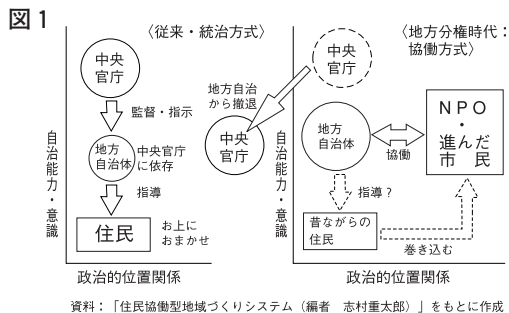 図1
〈従来・統治方式〉
中央
官庁
監督・指示
地方
自治体
中央官庁
に依存
指導
住民
お上に
おまかせ
自治能力・意識
政治的位置関係
〈地方分権時代：
協働方式〉
中央
官庁
地方自治
から撤退
中央
官庁
地方
自治体
協働
NPO
・
進んだ
市民
指導？
昔ながらの
住民
巻き込む
自治能力・意識
政治的位置関係
資料：「住民協働型地域づくりシステム（編者　志村重太郎）」をもとに作成